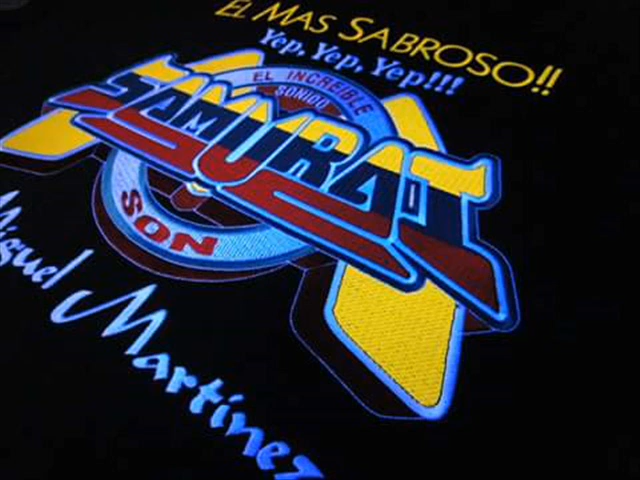 EL MAS SABROSO!!
Yep, Yep, Yep!!!
EL INCREIBLE
SONIDO
SAMURAI
SON
Miguel Martinez